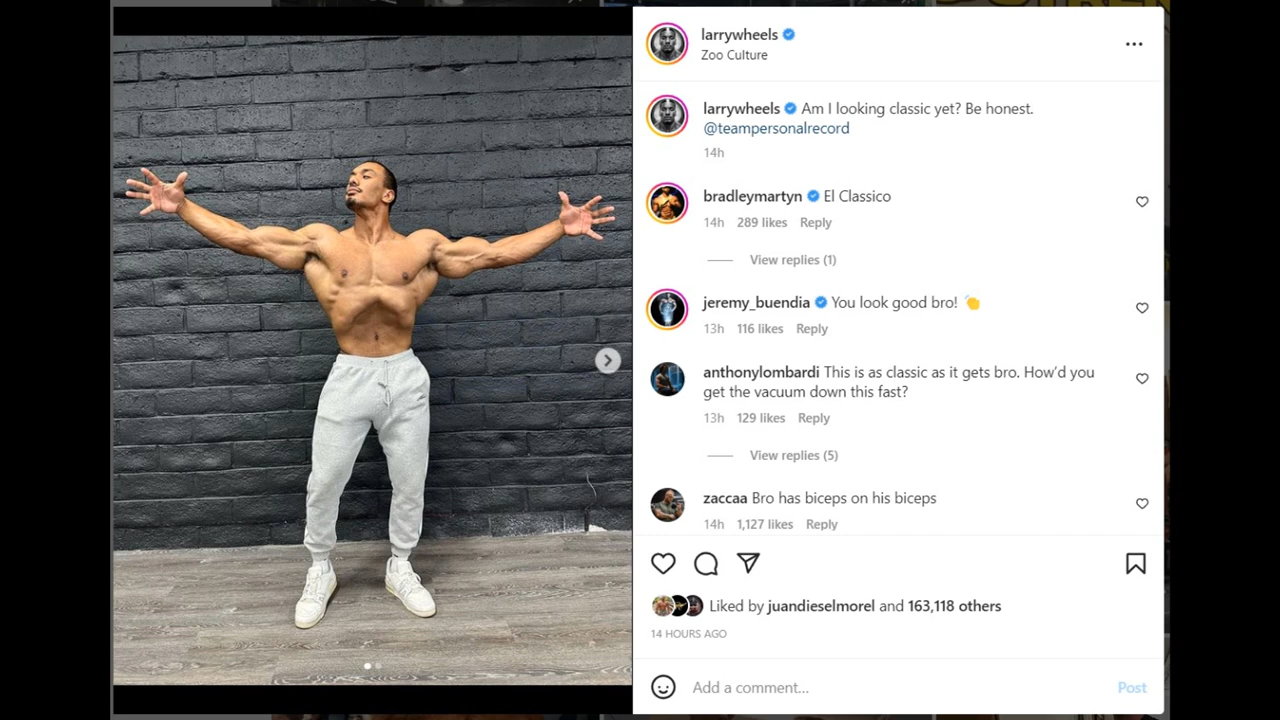 larrywheels
Zoo Culture
larrywheels Am I looking classic yet? Be honest.
@teampersonalrecord
14h
bradleymartyn El Classico
14h 289 likes Reply
View replies (1)
jeremy_buendia You look good bro! 👏
13h 116 likes Reply
anthonylombardi This is as classic as it gets bro. How'd you
get the vacuum down this fast?
13h 129 likes Reply
View replies (5)
zaccaa Bro has biceps on his biceps
14h 1,127 likes Reply
Liked by juandieselmorel and 163,118 others
14 HOURS AGO
Add a comment... Post